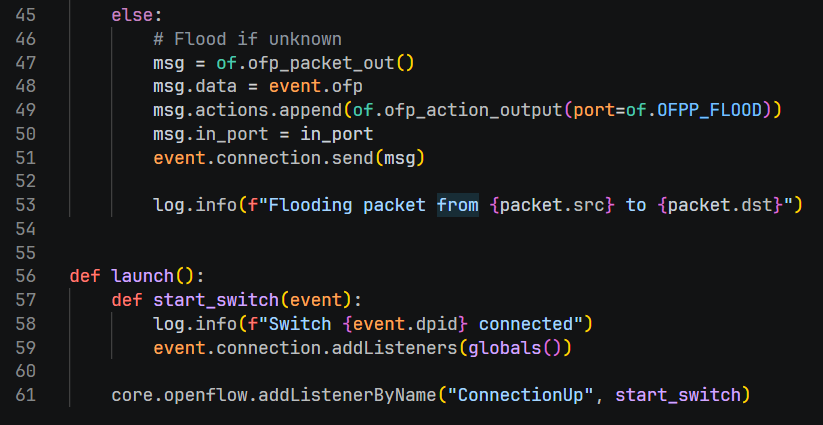 45 else:
46 # Flood if unknown
47 msg = of.ofp_packet_out()
48 msg.data = event.ofp
49 msg.actions.append(of.ofp_action_output(port=of.OFPP_FLOOD))
50 msg.in_port = in_port
51 event.connection.send(msg)
52
53 log.info(f"Flooding packet from {packet.src} to {packet.dst}")
54
55
56 def launch():
57 def start_switch(event):
58 log.info(f"Switch {event.dpid} connected")
59 event.connection.addListeners(globals())
60
61 core.openflow.addListenerByName("ConnectionUp", start_switch)